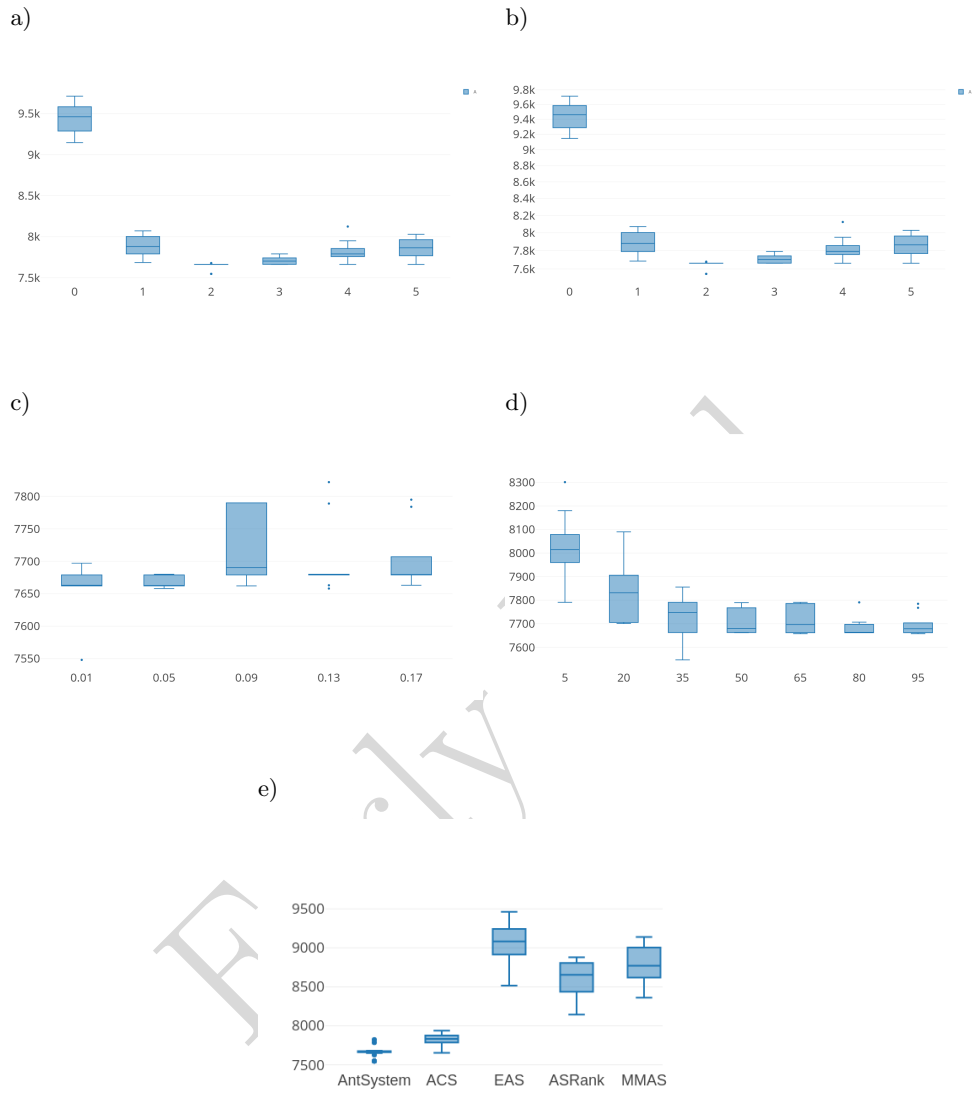 a)
9.5k
9k
8.5k
8k
7.5k
0 1 2 3 4 5
b)
9.8k
9.6k
9.4k
9.2k
9k
8.8k
8.6k
8.4k
8.2k
8k
7.8k
7.6k
0 1 2 3 4 5
c)
7800
7750
7700
7650
7600
7550
0.01 0.05 0.09 0.13 0.17
d)
8300
8200
8100
8000
7900
7800
7700
7600
5 20 35 50 65 80 95
e)
9500
9000
8500
8000
7500
AntSystem ACS EAS ASRank MMAS